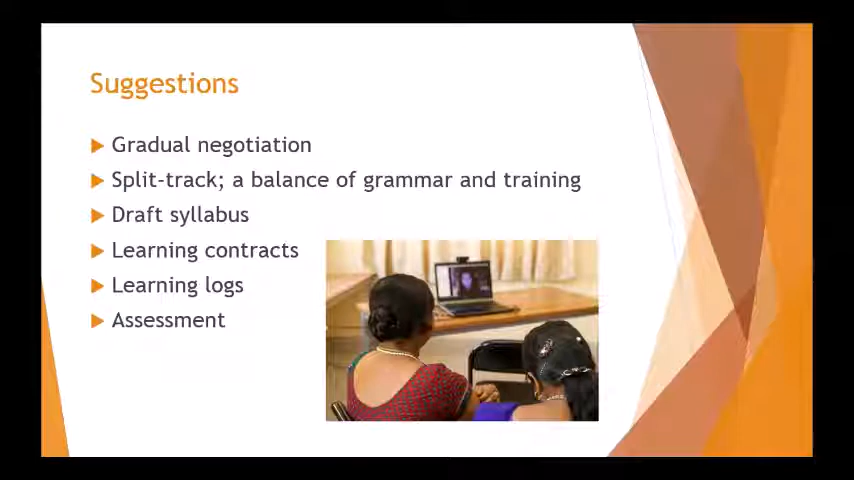 Suggestions
Gradual negotiation
Split-track; a balance of grammar and training
Draft syllabus
Learning contracts
Learning logs
Assessment